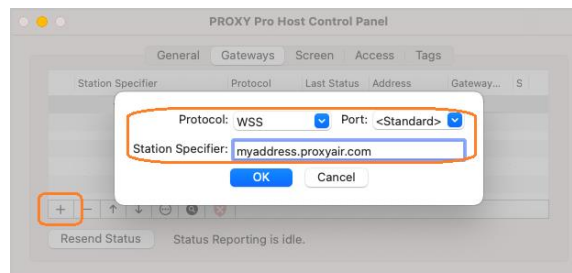 PROXY Pro Host Control Panel
General Gateways Screen Access Tags
Station Specifier Protocol Last Status Address Gateway... S
Protocol: WSS Port: <Standard>
Station Specifier: myaddress.proxyair.com
OK Cancel
Resend Status Status Reporting is idle.